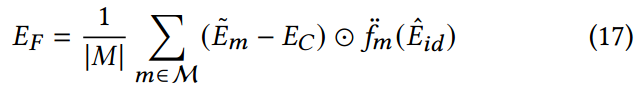 E_F = \frac{1}{|M|} \sum_{m \in \mathcal{M}} (\tilde{E}_m - E_C) \odot \ddot{f}_m(\hat{E}_{id}) (17)